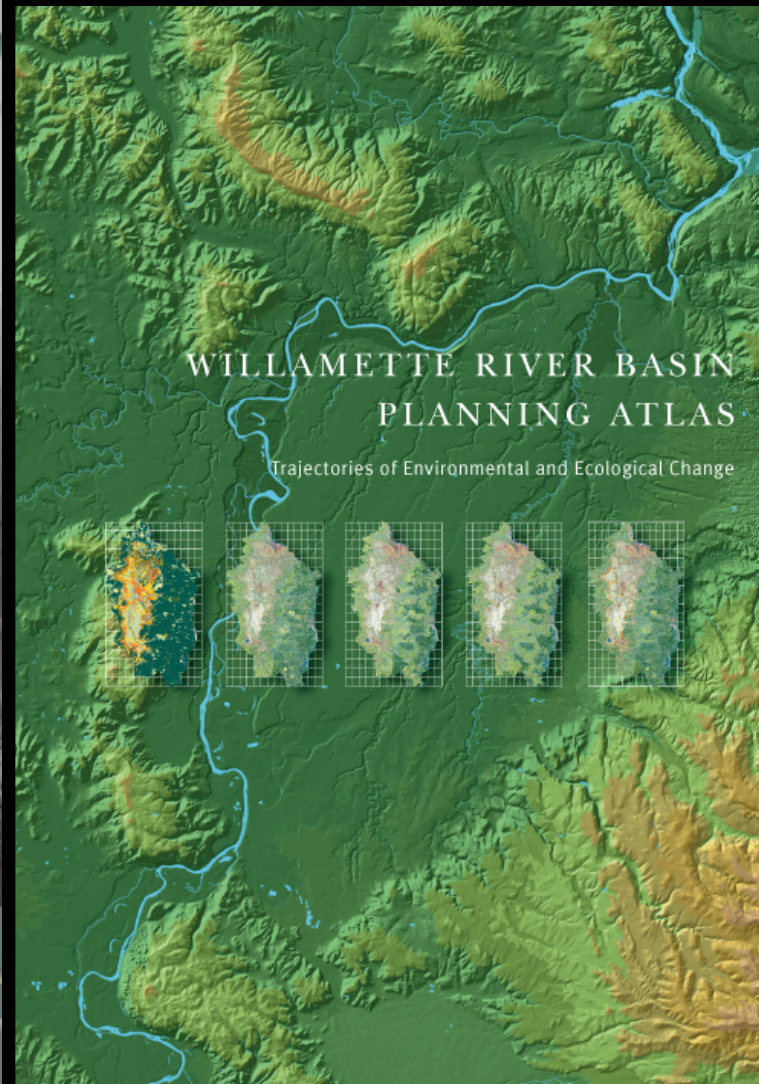 WILLAMETTE RIVER BASIN
PLANNING ATLAS
Trajectories of Environmental and Ecological Change